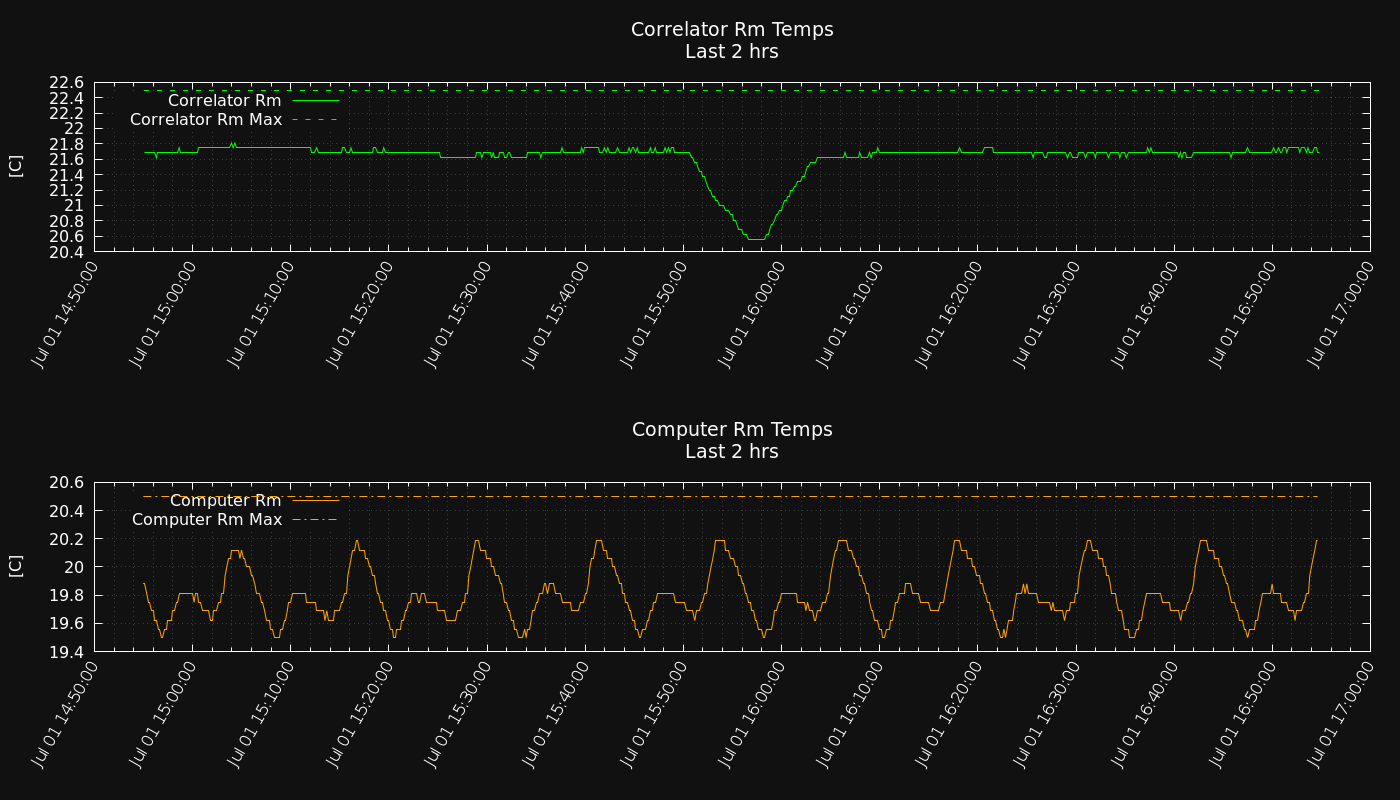 Correlator Rm Temps
Last 2 hrs
22.6
22.4
22.2
22
21.8
21.6
21.4
21.2
21
20.8
20.6
20.4
[C]
Correlator Rm
Correlator Rm Max
Jul 01 14:50:00
Jul 01 15:00:00
Jul 01 15:10:00
Jul 01 15:20:00
Jul 01 15:30:00
Jul 01 15:40:00
Jul 01 15:50:00
Jul 01 16:00:00
Jul 01 16:10:00
Jul 01 16:20:00
Jul 01 16:30:00
Jul 01 16:40:00
Jul 01 16:50:00
Jul 01 17:00:00
Computer Rm Temps
Last 2 hrs
20.6
20.4
20.2
20
19.8
19.6
19.4
[C]
Computer Rm
Computer Rm Max
Jul 01 14:50:00
Jul 01 15:00:00
Jul 01 15:10:00
Jul 01 15:20:00
Jul 01 15:30:00
Jul 01 15:40:00
Jul 01 15:50:00
Jul 01 16:00:00
Jul 01 16:10:00
Jul 01 16:20:00
Jul 01 16:30:00
Jul 01 16:40:00
Jul 01 16:50:00
Jul 01 17:00:00